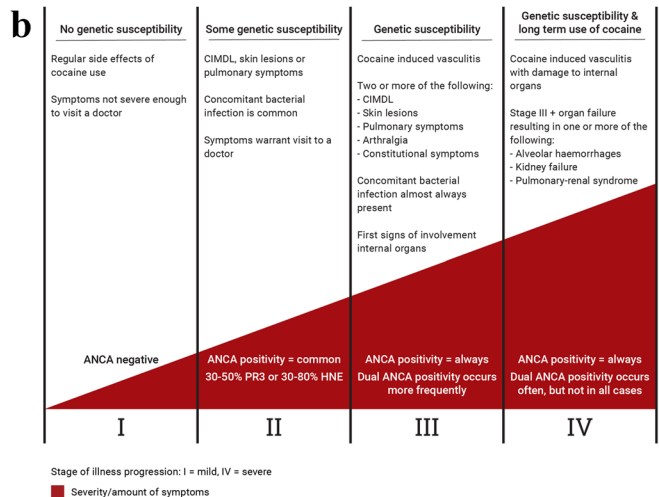 b
No genetic susceptibility
Regular side effects of
cocaine use
Symptoms not severe enough
to visit a doctor
ANCA negative
I
Some genetic susceptibility
CIMDL, skin lesions or
pulmonary symptoms
Concomitant bacterial
infection is common
Symptoms warrant visit to a
doctor
ANCA positivity = common
30-50% PR3 or 30-80% HNE
II
Genetic susceptibility
Cocaine induced vasculitis
Two or more of the following:
- CIMDL
- Skin lesions
- Pulmonary symptoms
- Arthralgia
- Constitutional symptoms
Concomitant bacterial
infection almost always
present
First signs of involvement
internal organs
ANCA positivity = always
Dual ANCA positivity occurs
more frequently
III
Genetic susceptibility &
long term use of cocaine
Cocaine induced vasculitis
with damage to internal
organs
Stage III + organ failure
resulting in one or more of the
following:
- Alveolar haemorrhages
- Kidney failure
- Pulmonary-renal syndrome
ANCA positivity = always
Dual ANCA positivity occurs
often, but not in all cases
IV
Stage of illness progression: I = mild, IV = severe
Severity/amount of symptoms